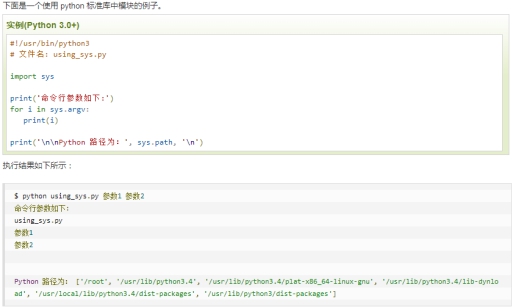 下面是一个使用 python 标准库中模块的例子。
实例(Python 3.0+)
#!/usr/bin/python3
# 文件名: using_sys.py
import sys
print('命令行参数如下:')
for i in sys.argv:
print(i)
print('\n\nPython 路径为: ', sys.path, '\n')
执行结果如下所示：
$ python using_sys.py 参数1 参数2
命令行参数如下:
using_sys.py
参数1
参数2
Python 路径为: ['/root', '/usr/lib/python3.4', '/usr/lib/python3.4/plat-x86_64-linux-gnu', '/usr/lib/python3.4/lib-dynlo
ad', '/usr/local/lib/python3.4/dist-packages', '/usr/lib/python3/dist-packages']